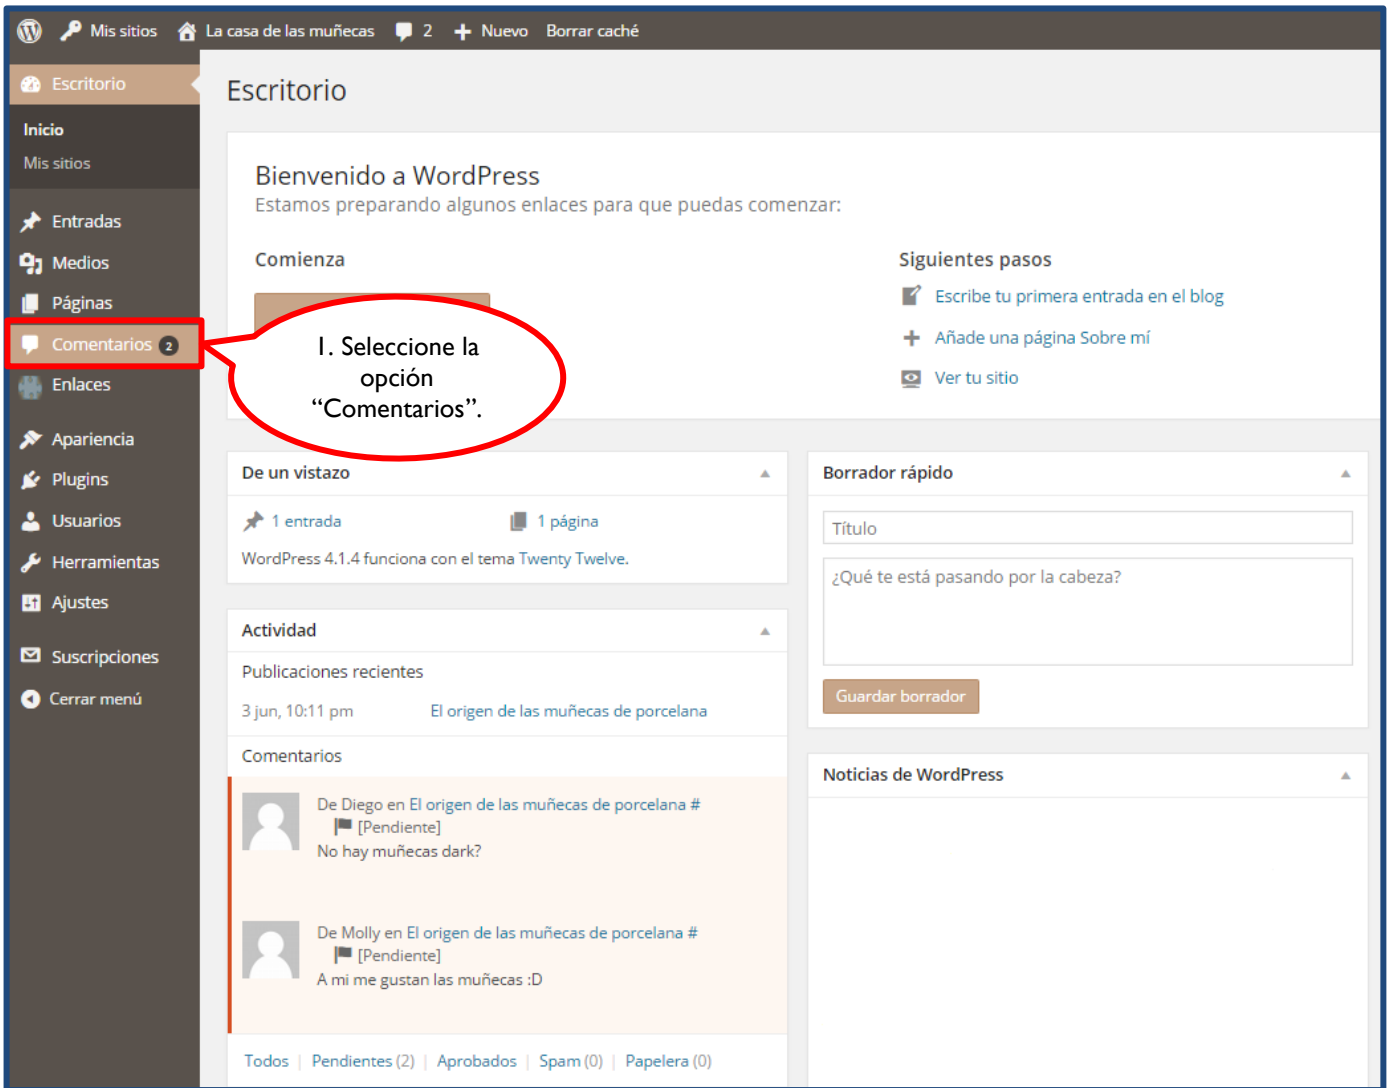 Mis sitios La casa de las muñecas 2 Nuevo Borrar caché
Escritorio
Inicio
Mis sitios
Entradas
Medios
Páginas
Comentarios 2
Enlaces
Apariencia
Plugins
Usuarios
Herramientas
Ajustes
Suscripciones
Cerrar menú
Escritorio
Bienvenido a WordPress
Estamos preparando algunos enlaces para que puedas comenzar:
Comienza
1. Seleccione la
opción
“Comentarios”.
Siguientes pasos
Escribe tu primera entrada en el blog
Añade una página Sobre mí
Ver tu sitio
De un vistazo
1 entrada 1 página
WordPress 4.1.4 funciona con el tema Twenty Twelve.
Actividad
Publicaciones recientes
3 jun, 10:11 pm El origen de las muñecas de porcelana
Comentarios
De Diego en El origen de las muñecas de porcelana #
[Pendiente]
No hay muñecas dark?
De Molly en El origen de las muñecas de porcelana #
[Pendiente]
A mi me gustan las muñecas :D
Todos | Pendientes (2) | Aprobados | Spam (0) | Papelera (0)
Borrador rápido
Título
¿Qué te está pasando por la cabeza?
Guardar borrador
Noticias de WordPress